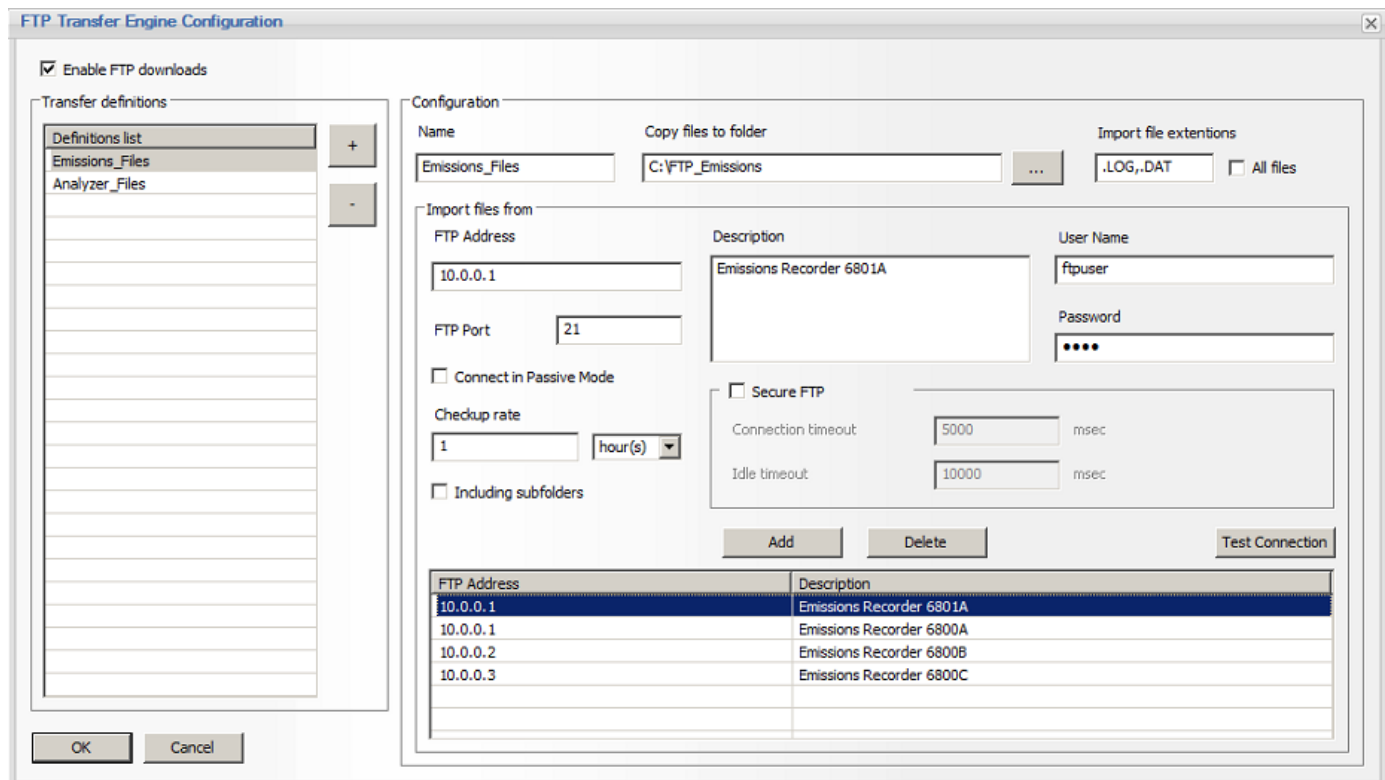 FTP Transfer Engine Configuration
Enable FTP downloads
Transfer definitions
Definitions list
Emissions_Files
Analyzer_Files
+
-
Configuration
Name
Copy files to folder
Import file extentions
Emissions_Files
C:\FTP_Emissions
...
.LOG,.DAT
All files
Import files from
FTP Address
Description
User Name
10.0.0.1
Emissions Recorder 6801A
ftpuser
FTP Port
21
Password
••••
Connect in Passive Mode
Secure FTP
Checkup rate
Connection timeout
5000
msec
1
hour(s)
Idle timeout
10000
msec
Including subfolders
Add
Delete
Test Connection
FTP Address
Description
10.0.0.1
Emissions Recorder 6801A
10.0.0.1
Emissions Recorder 6800A
10.0.0.2
Emissions Recorder 6800B
10.0.0.3
Emissions Recorder 6800C
OK
Cancel